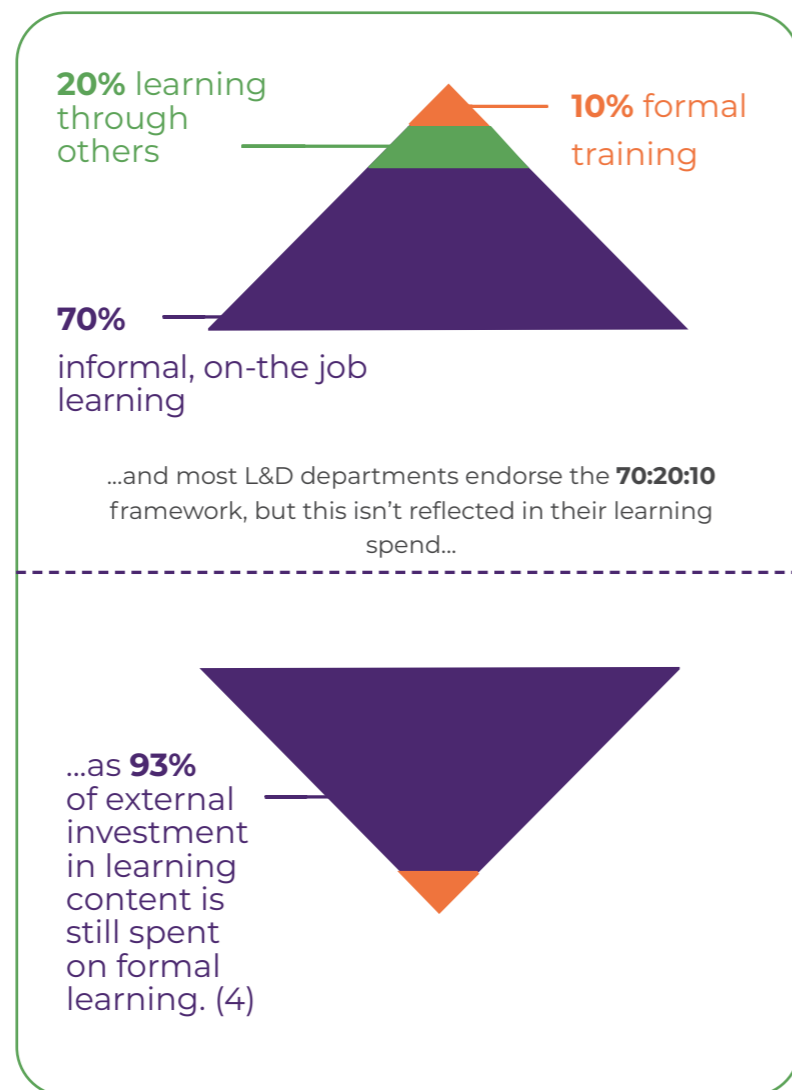 20% learning
through
others
10% formal
training
70%
informal, on-the job
learning
...and most L&D departments endorse the 70:20:10
framework, but this isn’t reflected in their learning
spend...
...as 93%
of external
investment
in learning
content is
still spent
on formal
learning. (4)